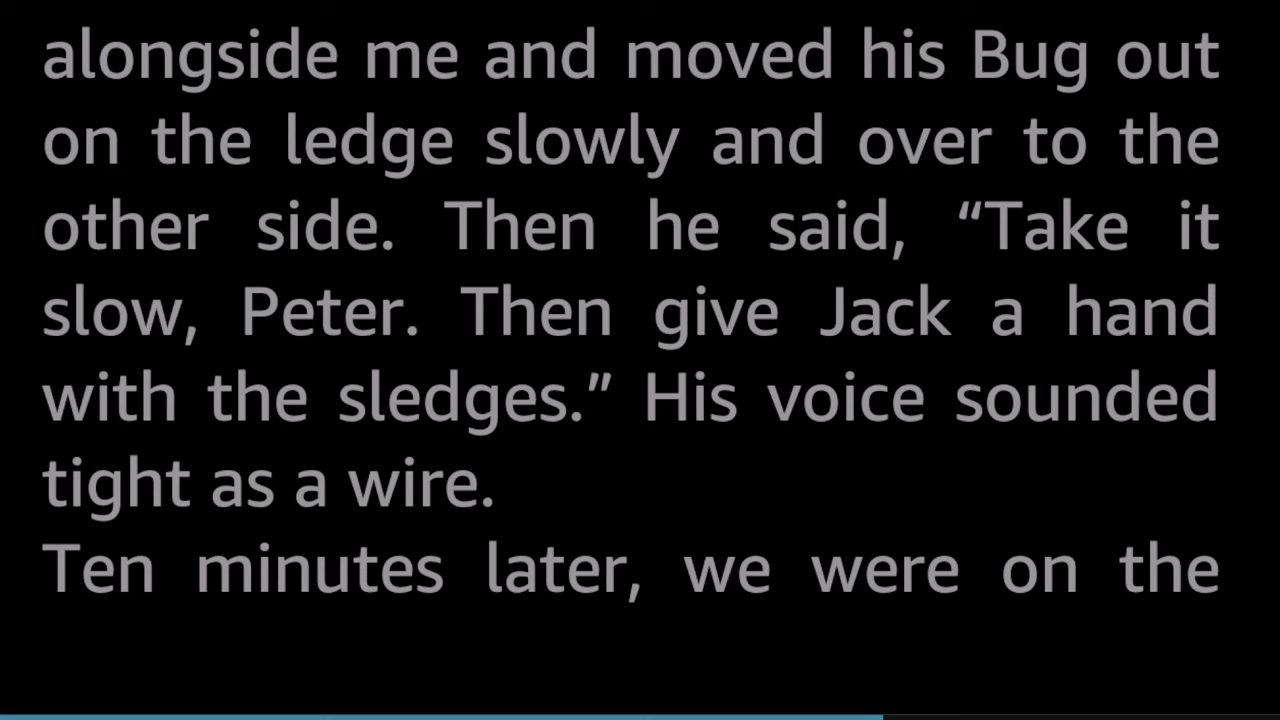 alongside me and moved his Bug out
on the ledge slowly and over to the
other side. Then he said, “Take it
slow, Peter. Then give Jack a hand
with the sledges.” His voice sounded
tight as a wire.
Ten minutes later, we were on the